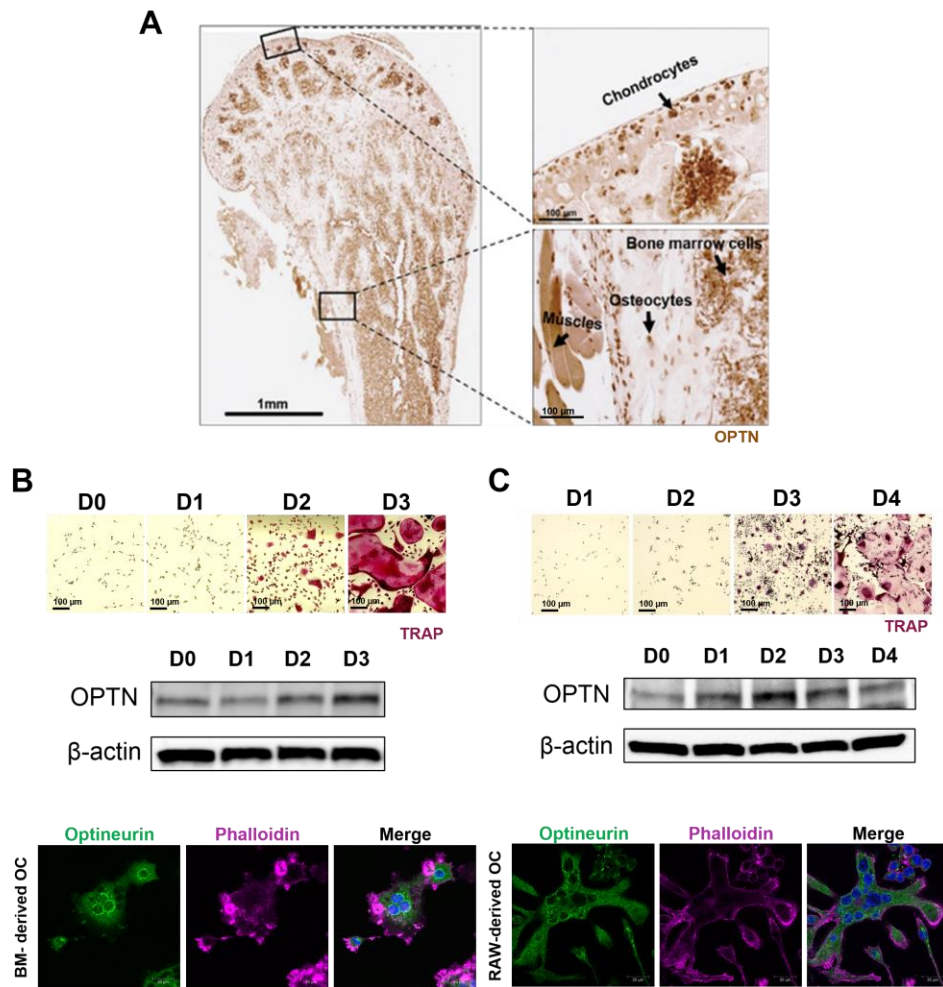 A
Chondrocytes
100 µm
Bone marrow cells
Osteocytes
Muscles
1mm
100 µm
OPTN
B
D0 D1 D2 D3
100 µm 100 µm 100 µm 100 µm
TRAP
D0 D1 D2 D3
OPTN
β-actin
Optineurin Phalloidin Merge
BM- derived OC
C
D1 D2 D3 D4
100 µm 100 µm 100 µm 100 µm
TRAP
D0 D1 D2 D3 D4
OPTN
β-actin
Optineurin Phalloidin Merge
RAW-derived OC